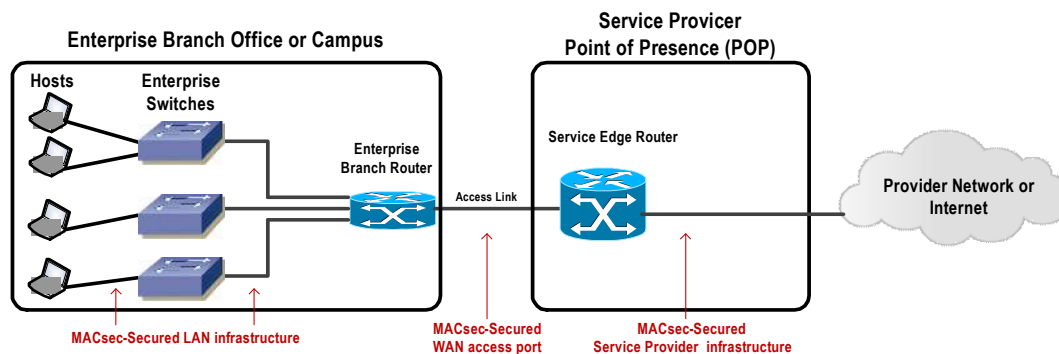 Enterprise Branch Office or Campus
Service Provicer
Point of Presence (POP)
Hosts
Enterprise
Switches
Enterprise
Branch Router
Service Edge Router
Access Link
Provider Network or
Internet
MACsec-Secured LAN infrastructure
MACsec-Secured
WAN access port
MACsec-Secured
Service Provider infrastructure